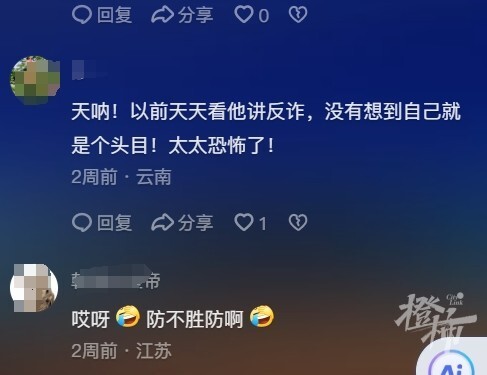 回复 分享 0
天呐！以前天天看他讲反诈，没有想到自己就
是个头目！太太恐怖了！
2周前 · 云南
回复 分享 1
帝
哎呀🤣 防不胜防啊🤣
2周前 · 江苏
橙柿
City Link
Ai